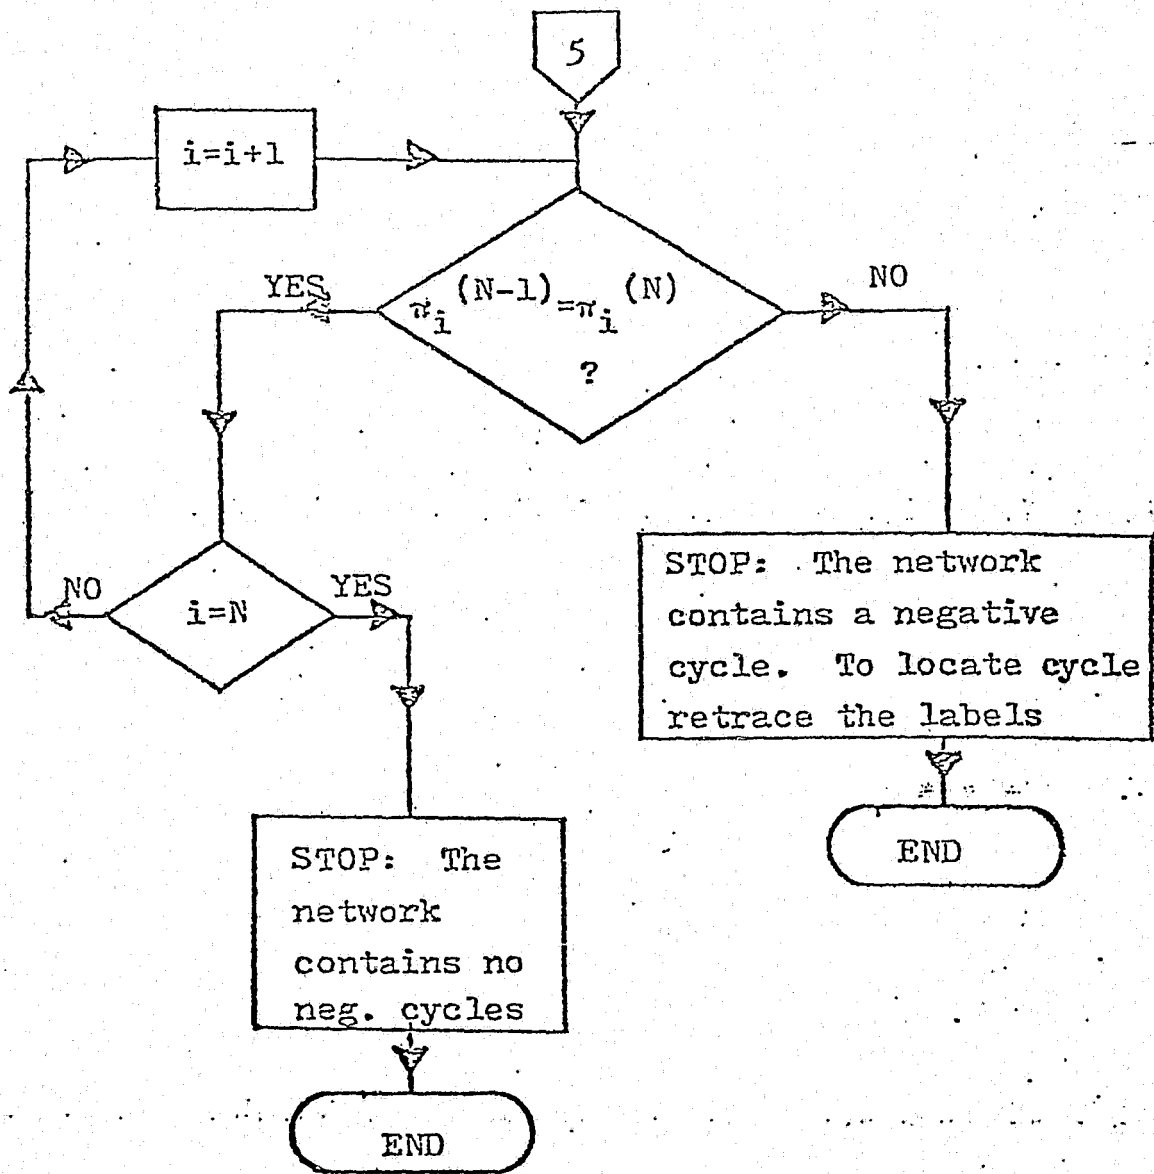 5
i=i+1
YES
π_i^(N-1)=π_i^(N)
NO
?
NO
i=N
YES
STOP: The network
contains a negative
cycle. To locate cycle
retrace the labels
END
STOP: The
network
contains no
neg. cycles
END